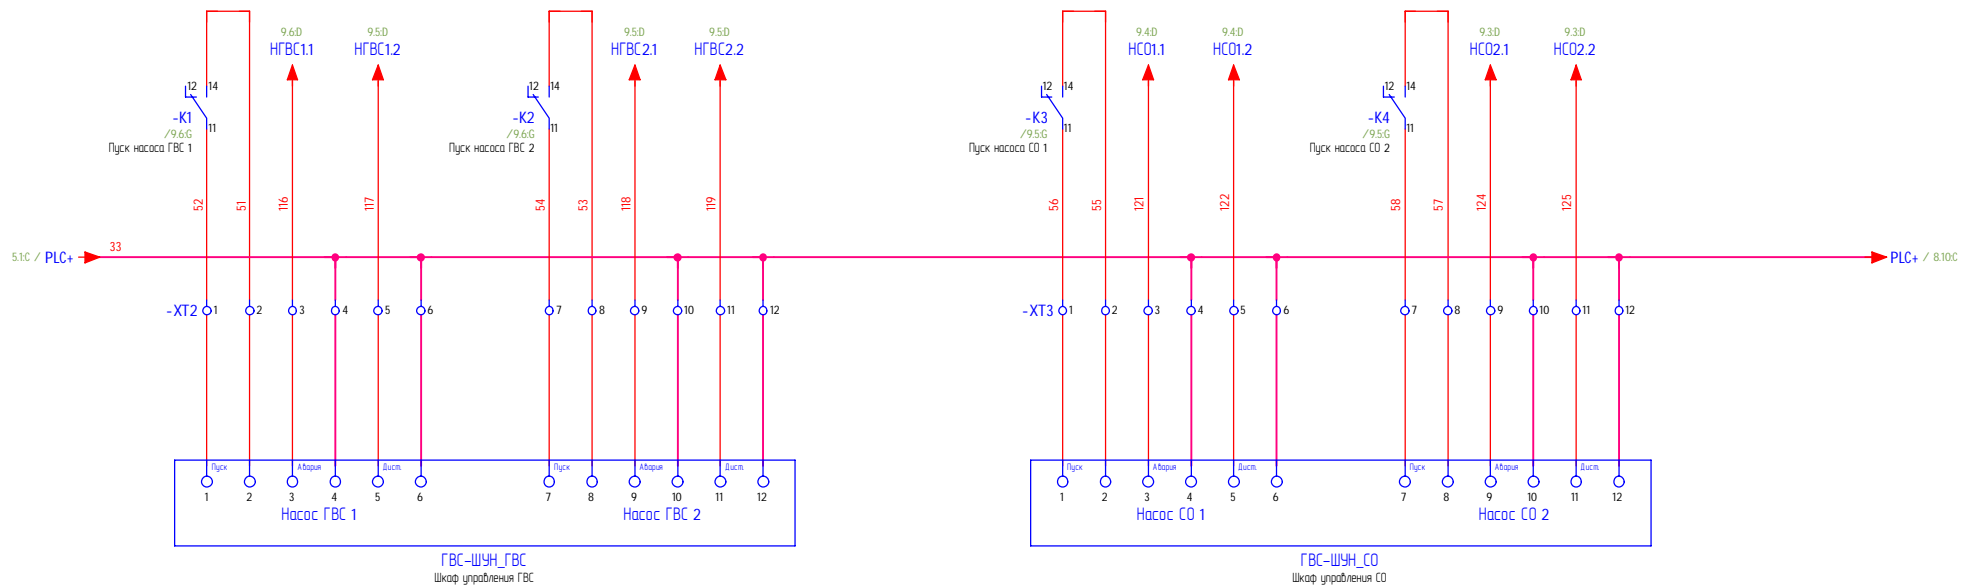 9.6:D 9.5:D 9.5:D 9.5:D 9.4:D 9.4:D 9.3:D 9.3:D
НГВС1.1 НГВС1.2 НГВС2.1 НГВС2.2 НСО1.1 НСО1.2 НСО2.1 НСО2.2
12 14 12 14 12 14 12 14
-K1 -K2 -K3 -K4
11 11 11 11
/9.6:G /9.6:G /9.5:G /9.5:G
Пуск насоса ГВС 1 Пуск насоса ГВС 2 Пуск насоса СО 1 Пуск насоса СО 2
52 51 116 117 54 53 118 119 56 55 121 122 58 57 124 125
33
5.1:C / PLC+ PLC+ / 8.10:C
-XT2 1 2 3 4 5 6 7 8 9 10 11 12 -XT3 1 2 3 4 5 6 7 8 9 10 11 12
Пуск Авария Дист. Пуск Авария Дист. Пуск Авария Дист. Пуск Авария Дист.
1 2 3 4 5 6 7 8 9 10 11 12 1 2 3 4 5 6 7 8 9 10 11 12
Насос ГВС 1 Насос ГВС 2 Насос СО 1 Насос СО 2
ГВС-ШУН_ГВС ГВС-ШУН_СО
Шкаф управления ГВС Шкаф управления СО